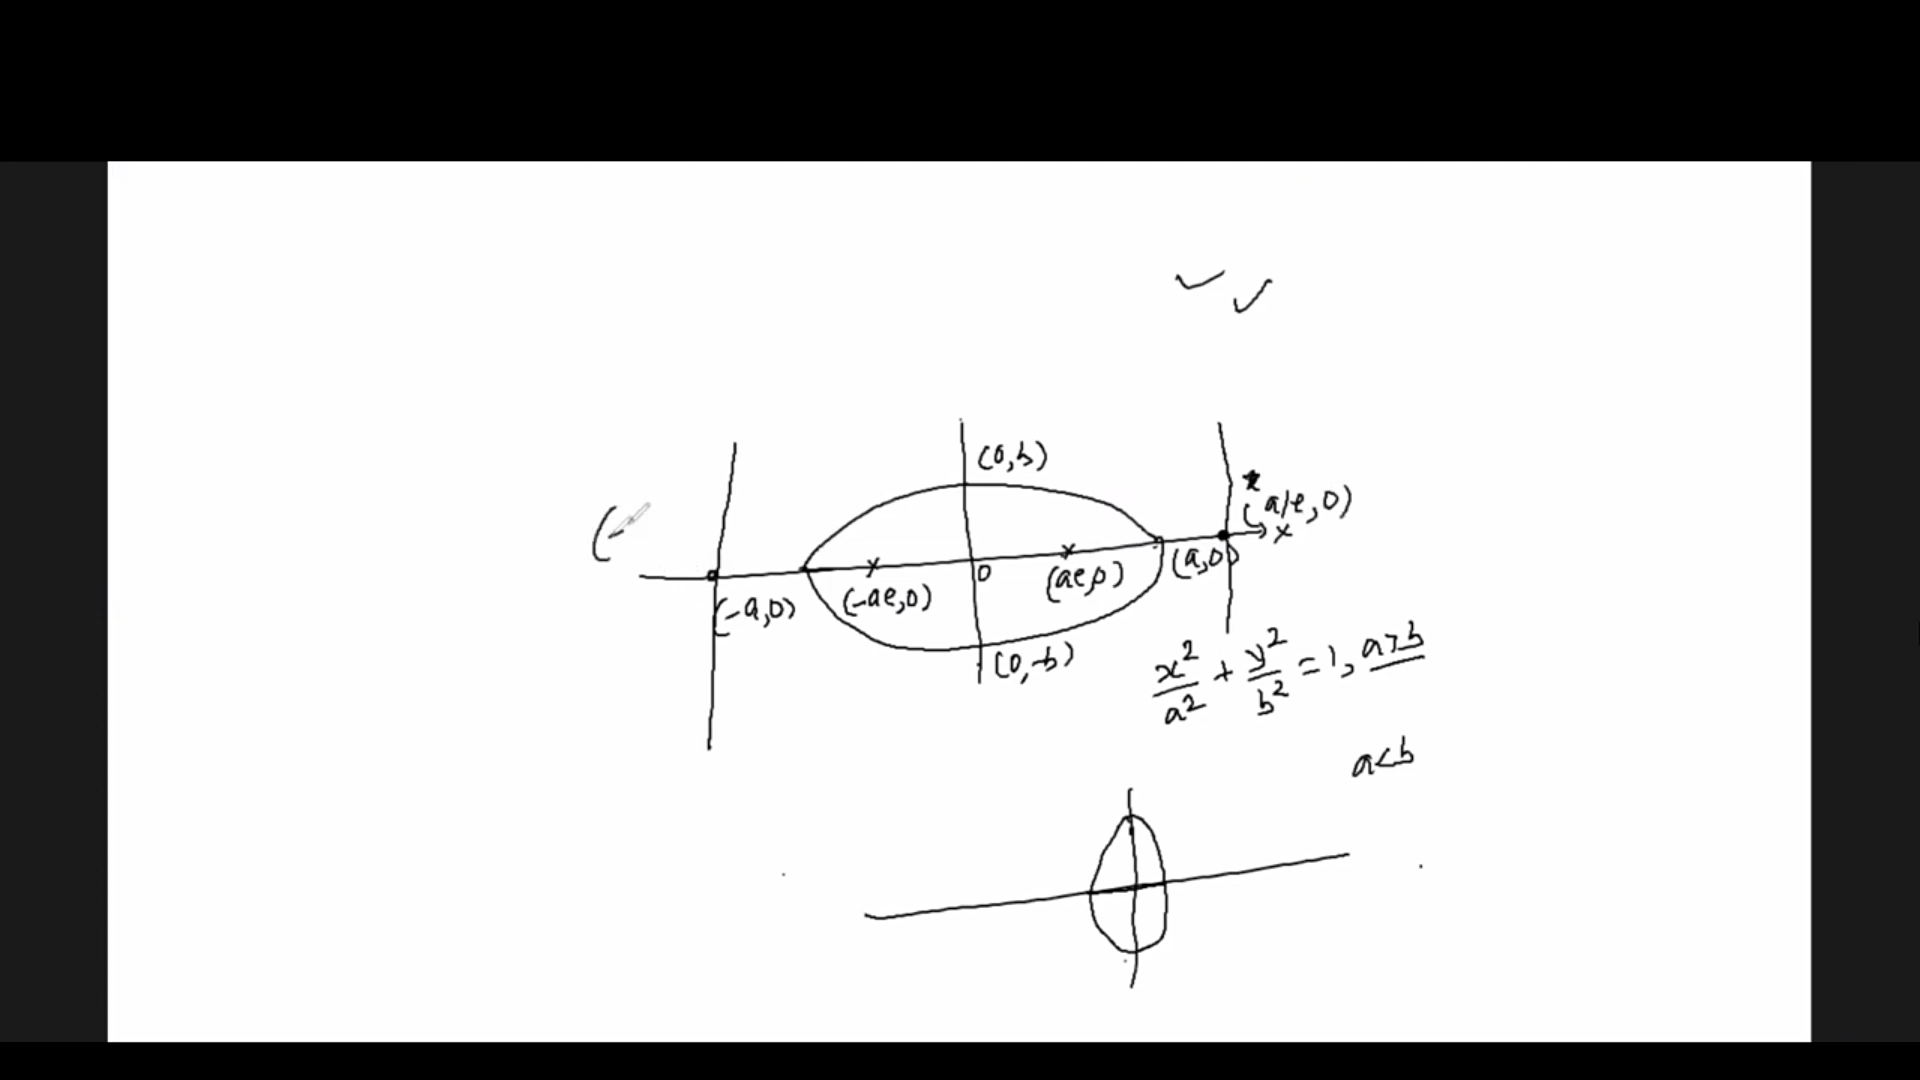 (0,b)
(a/e,0)
(
x
(a,0)
0
(ae,0)
(-ae,0)
(-a,0)
(0,-b)
x²/a² + y²/b² = 1, a>b
a<b